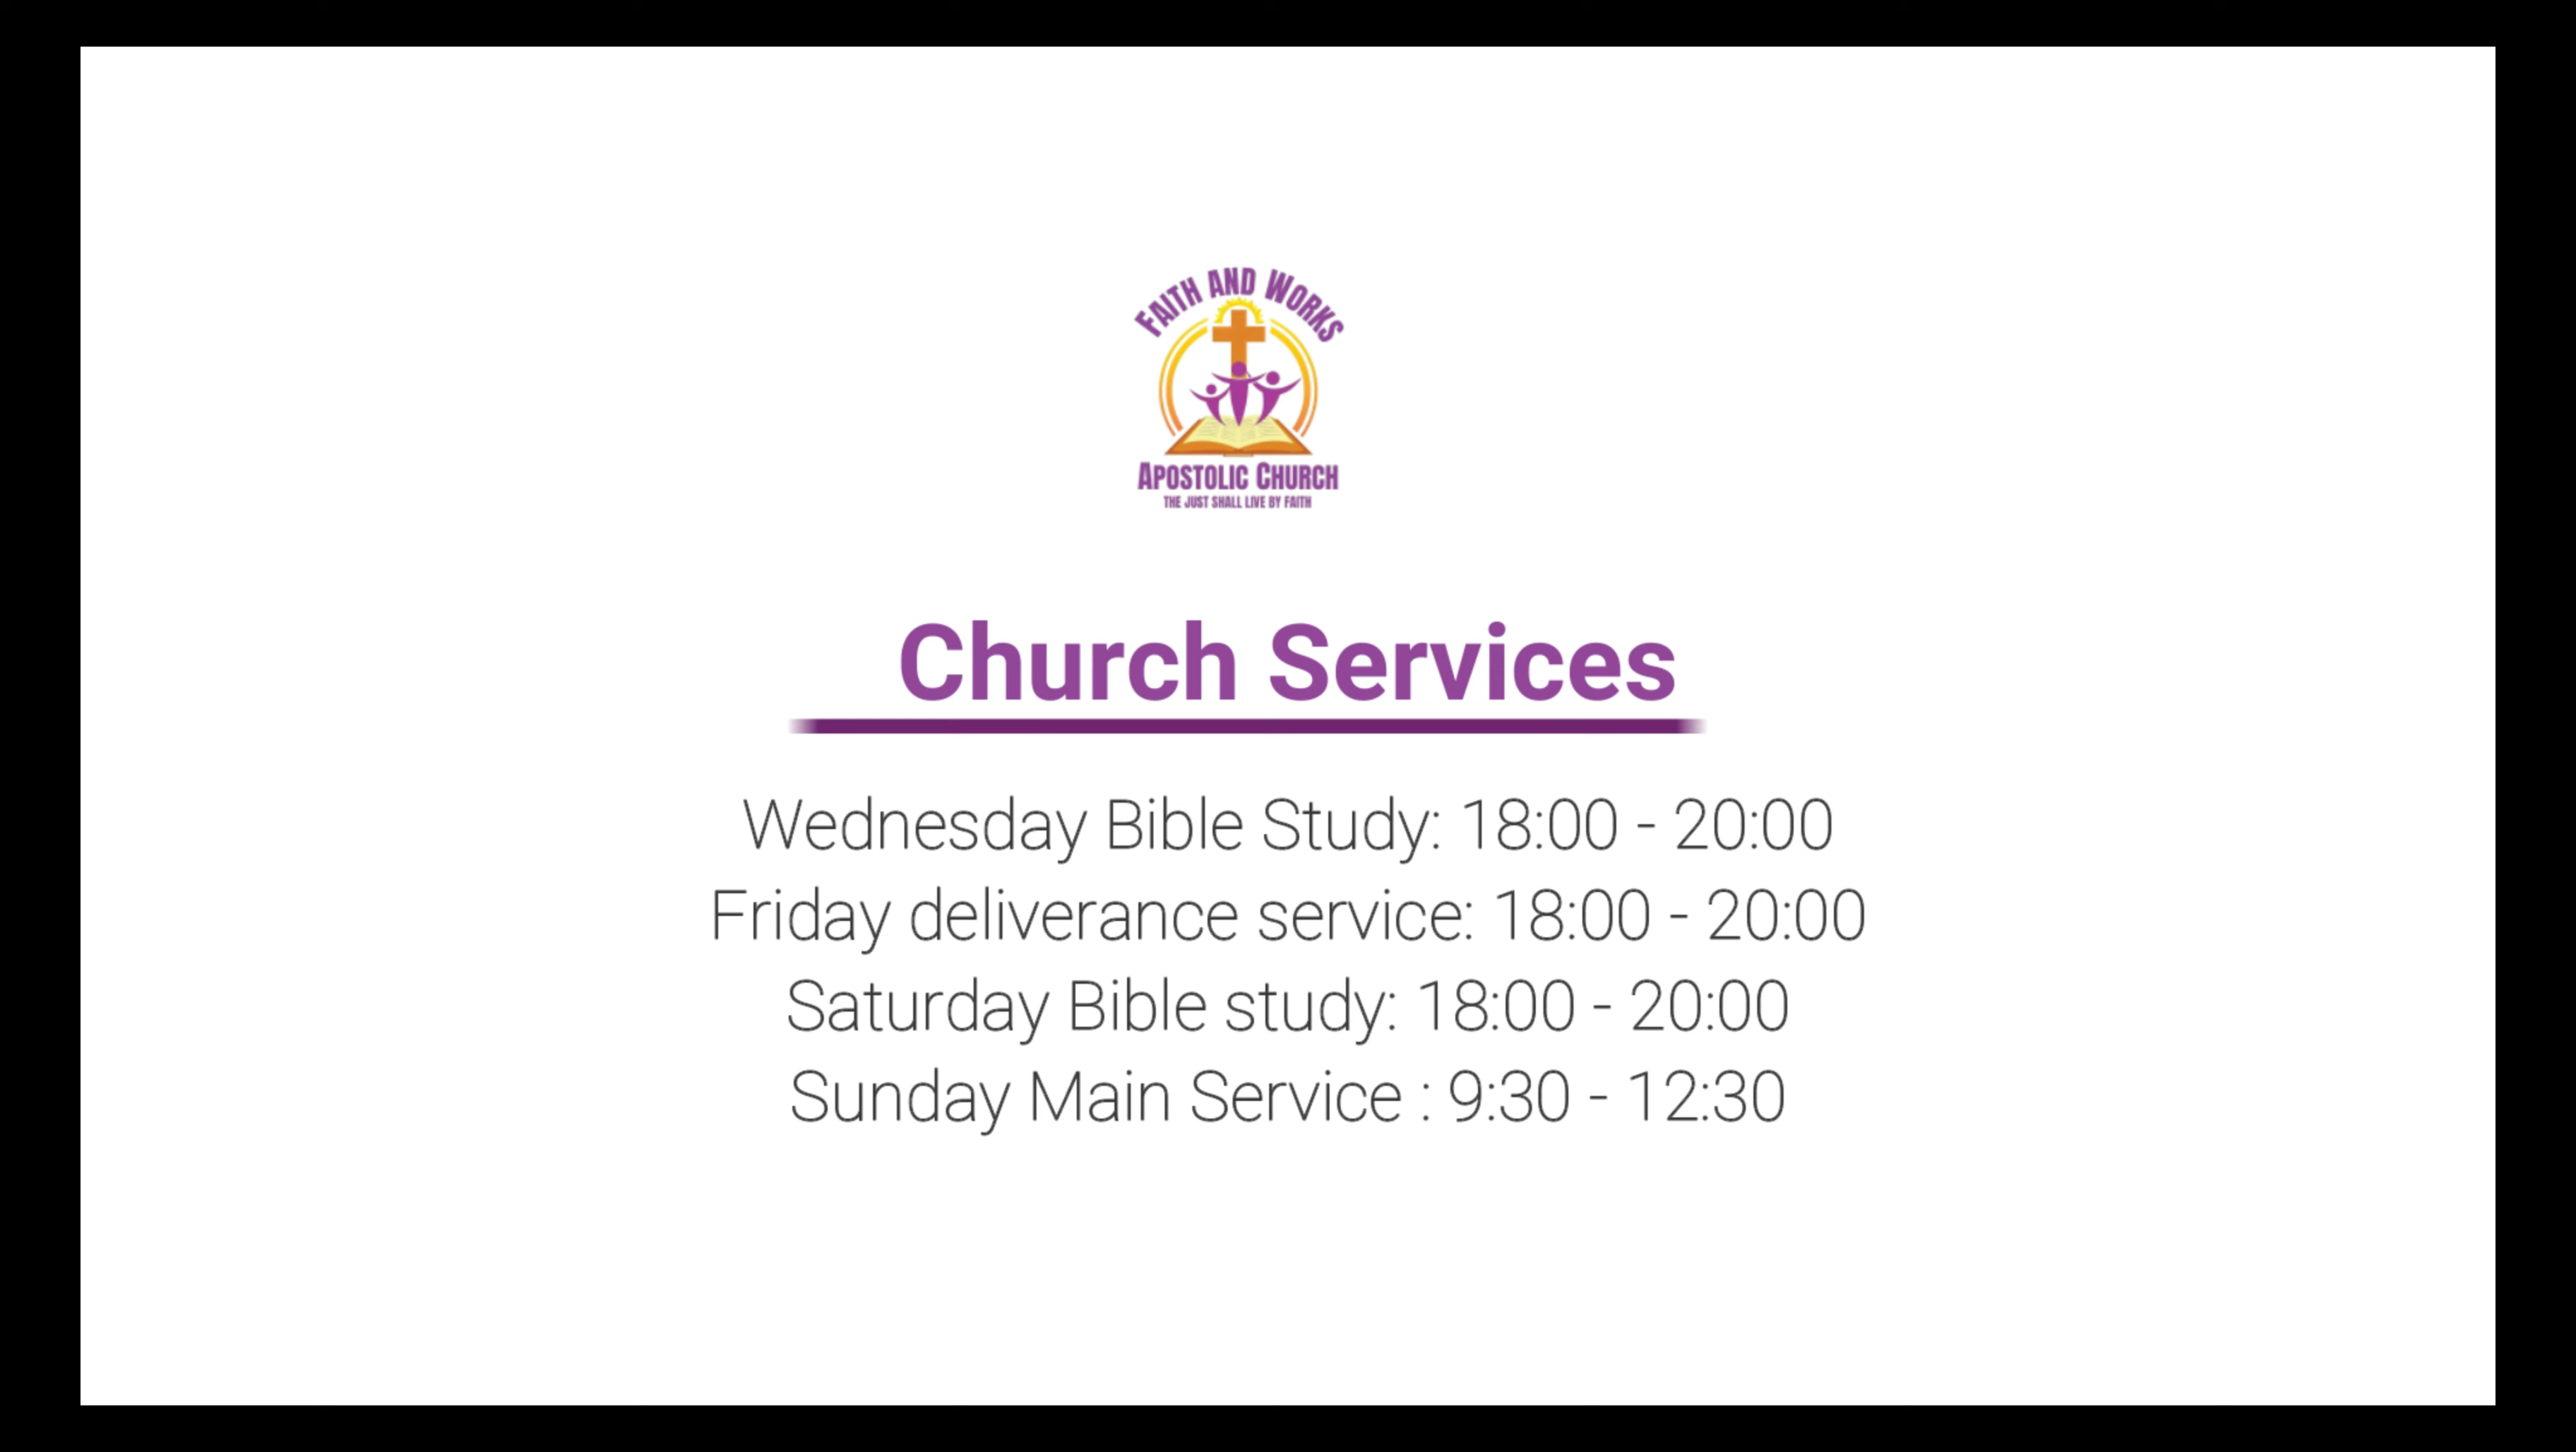 FAITH AND WORKS
APOSTOLIC CHURCH
THE JUST SHALL LIVE BY FAITH
Church Services
Wednesday Bible Study: 18:00 - 20:00
Friday deliverance service: 18:00 - 20:00
Saturday Bible study: 18:00 - 20:00
Sunday Main Service : 9:30 - 12:30